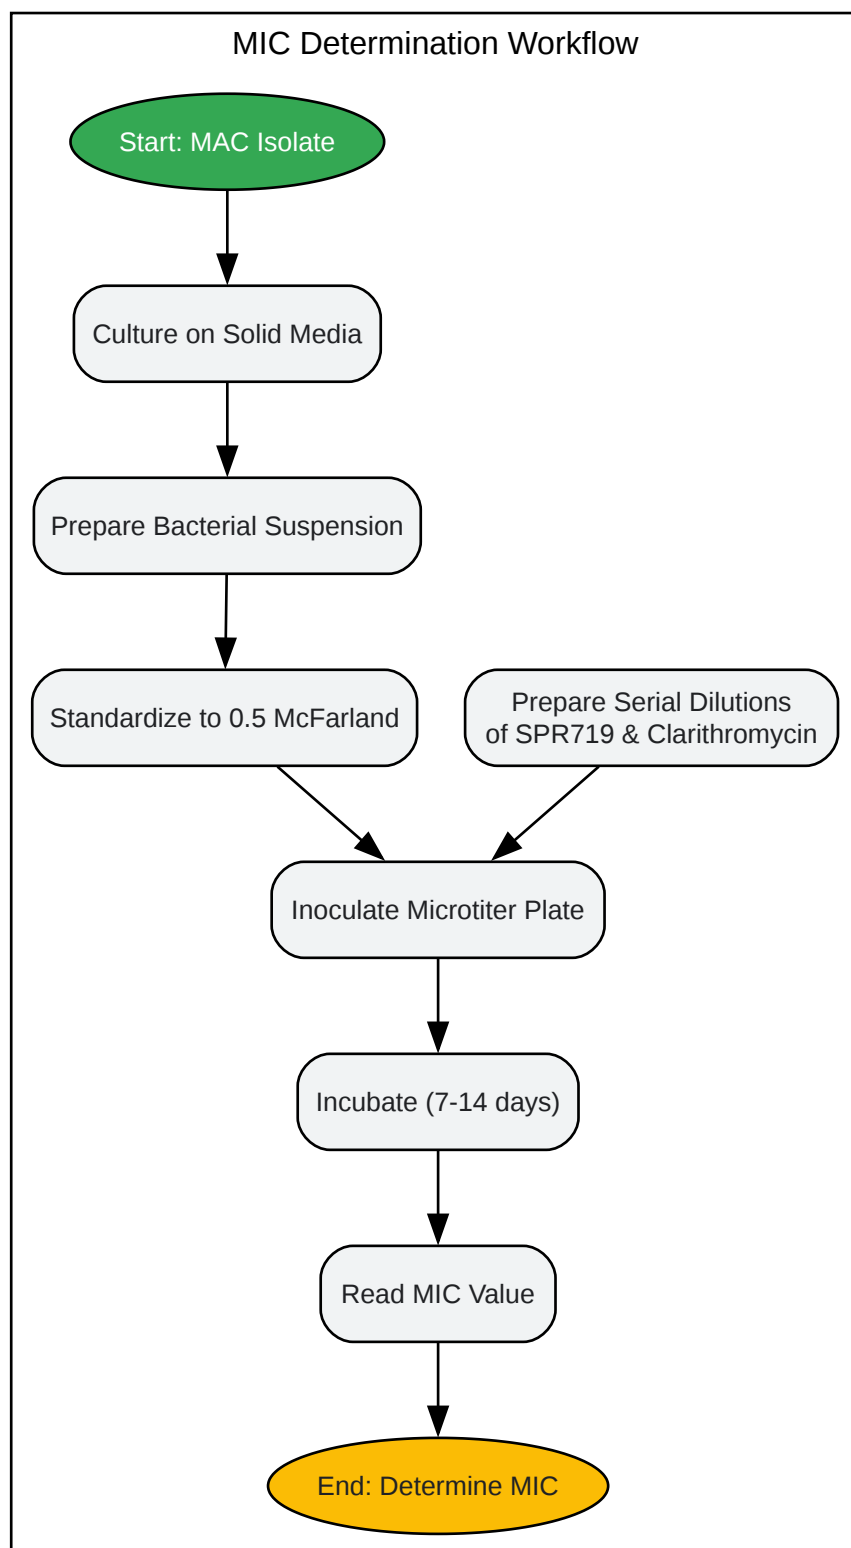 MIC Determination Workflow
Start: MAC Isolate
Culture on Solid Media
Prepare Bacterial Suspension
Standardize to 0.5 McFarland
Prepare Serial Dilutions
of SPR719 & Clarithromycin
Inoculate Microtiter Plate
Incubate (7-14 days)
Read MIC Value
End: Determine MIC